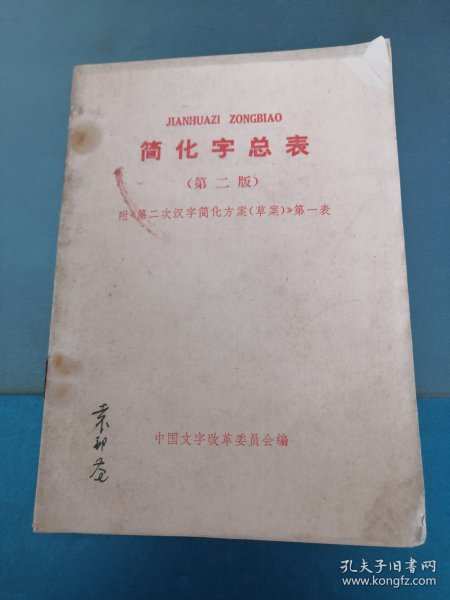 JIANHUAZI ZONGBIAO
简化字总表
(第二版)
附《第二次汉字简化方案(草案)》第一表
中国文字改革委员会编
孔夫子旧书网
www.kongfz.com